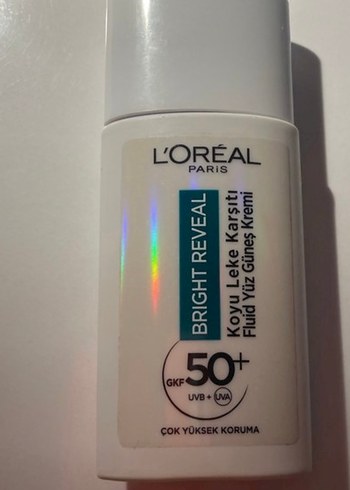 L'ORÉAL
PARIS
BRIGHT REVEAL
Koyu Leke Karşıtı
Fluid Yüz Güneş Kremi
GKF 50+
UVB + UVA
ÇOK YÜKSEK KORUMA